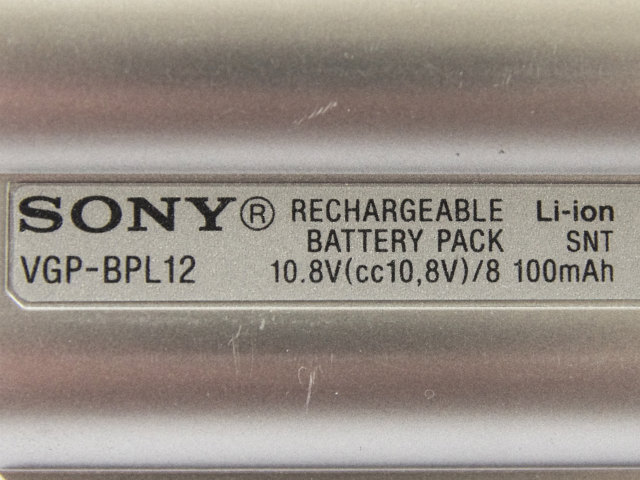 SONY® RECHARGEABLE Li-ion
BATTERY PACK SNT
VGP-BPL12 10.8V(cc10,8V)/8 100mAh